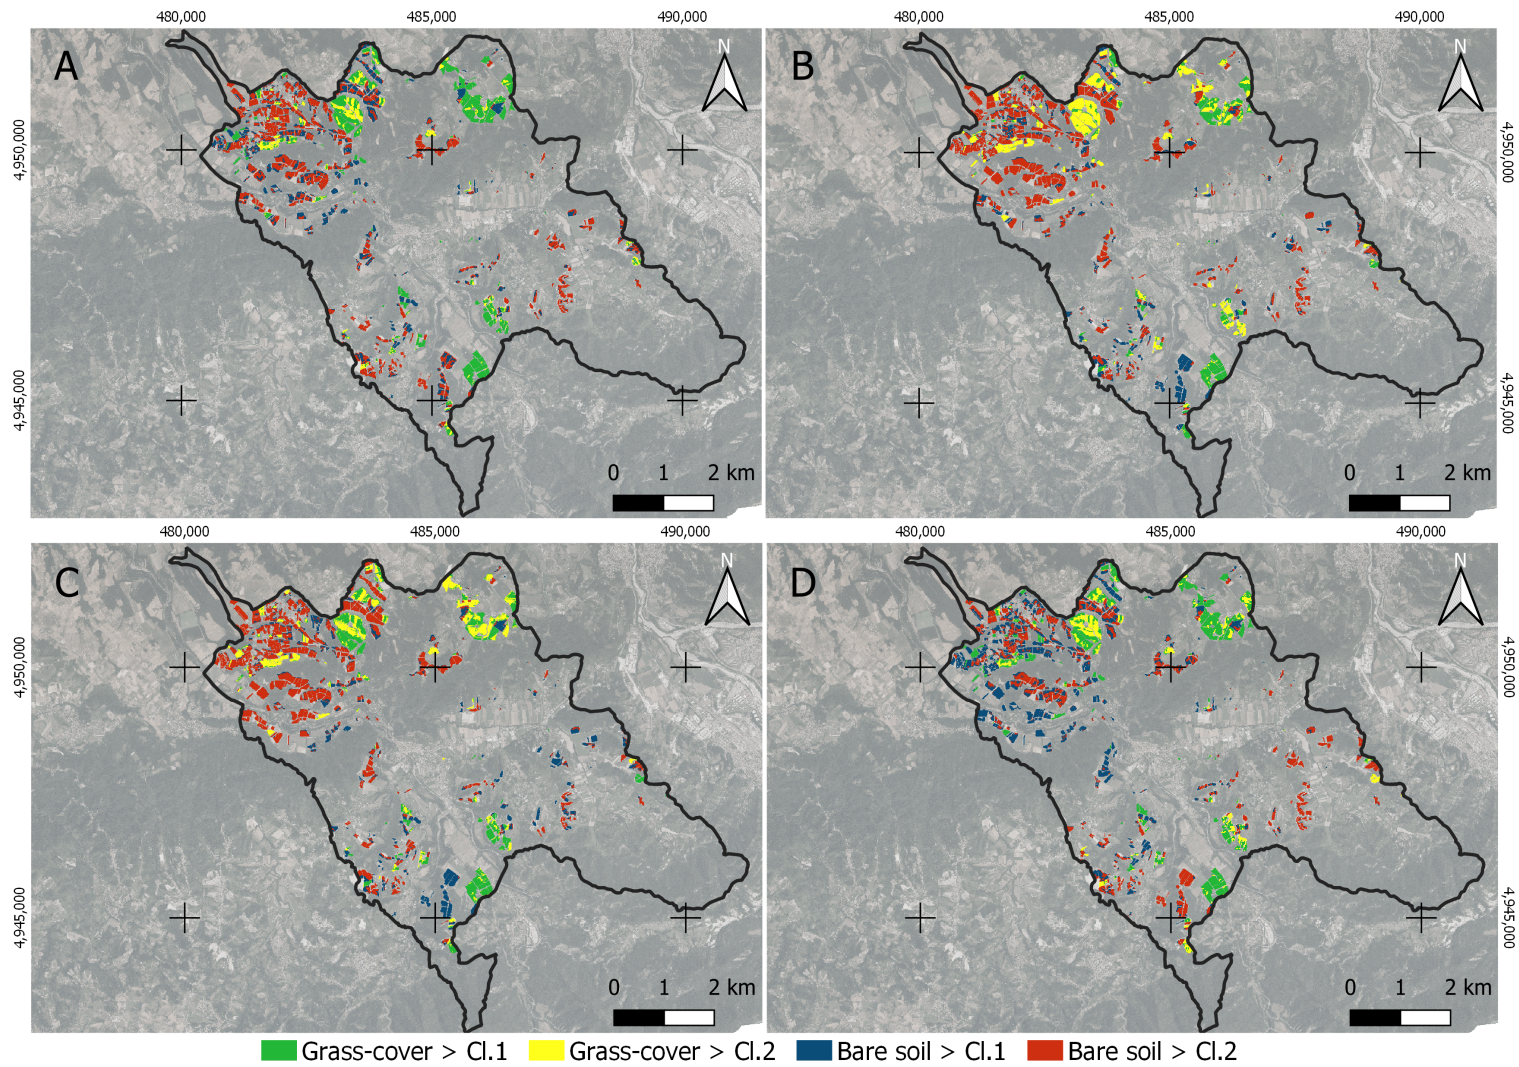 480,000 485,000 490,000 480,000 485,000 490,000
A N B N
4,950,000 4,950,000
4,945,000 4,945,000
0 1 2 km 0 1 2 km
480,000 485,000 490,000 480,000 485,000 490,000
C N D N
4,950,000 4,950,000
4,945,000 4,945,000
0 1 2 km 0 1 2 km
Grass-cover > Cl.1 Grass-cover > Cl.2 Bare soil > Cl.1 Bare soil > Cl.2